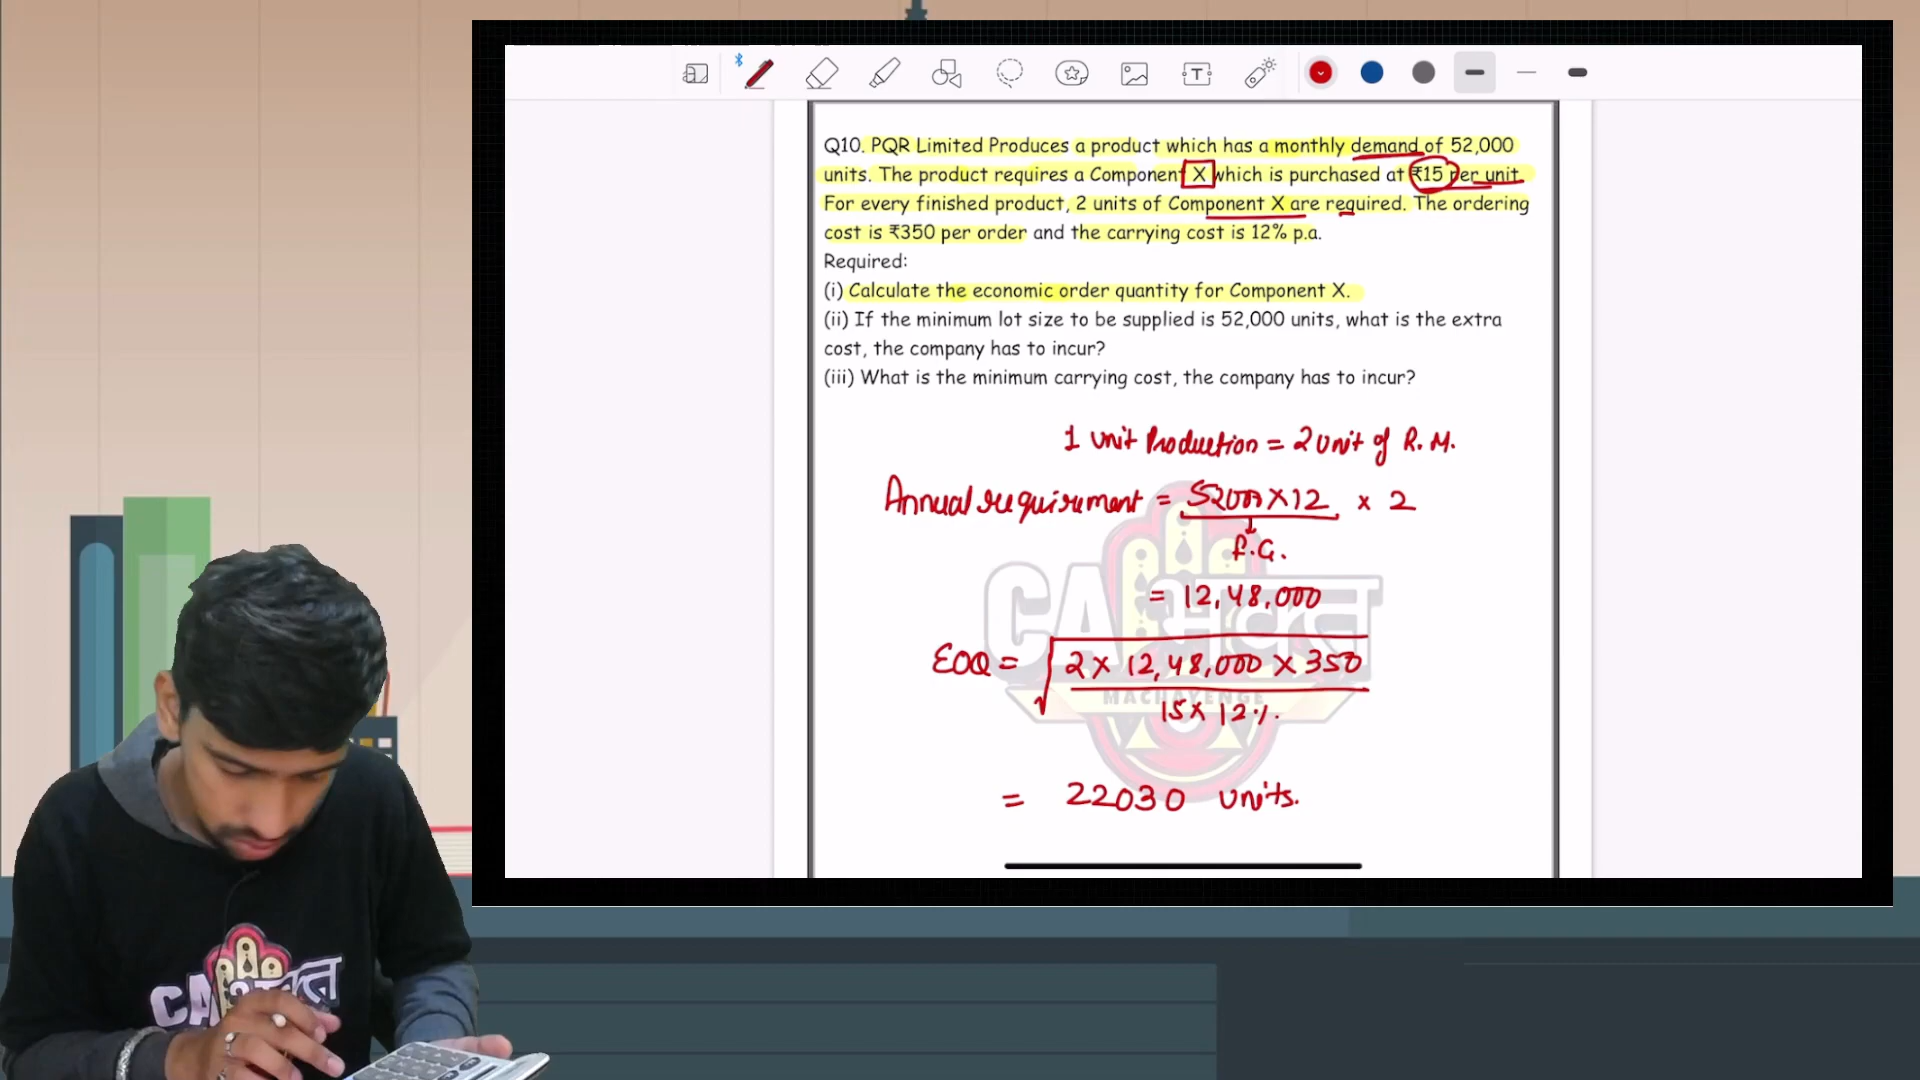 Q10. PQR Limited Produces a product which has a monthly demand of 52,000
units. The product requires a Component X which is purchased at ₹15 per unit.
For every finished product, 2 units of Component X are required. The ordering
cost is ₹350 per order and the carrying cost is 12% p.a.
Required:
(i) Calculate the economic order quantity for Component X.
(ii) If the minimum lot size to be supplied is 52,000 units, what is the extra
cost, the company has to incur?
(iii) What is the minimum carrying cost, the company has to incur?
1 unit Production = 2 unit of R.M.
Annual requirement = 52000 X 12 x 2
F.G.
= 12,48,000
CA भक्त
EOQ = √ 2 x 12,48,000 x 350
MACHAYENGE
15 x 12%
= 22030 units.
CA